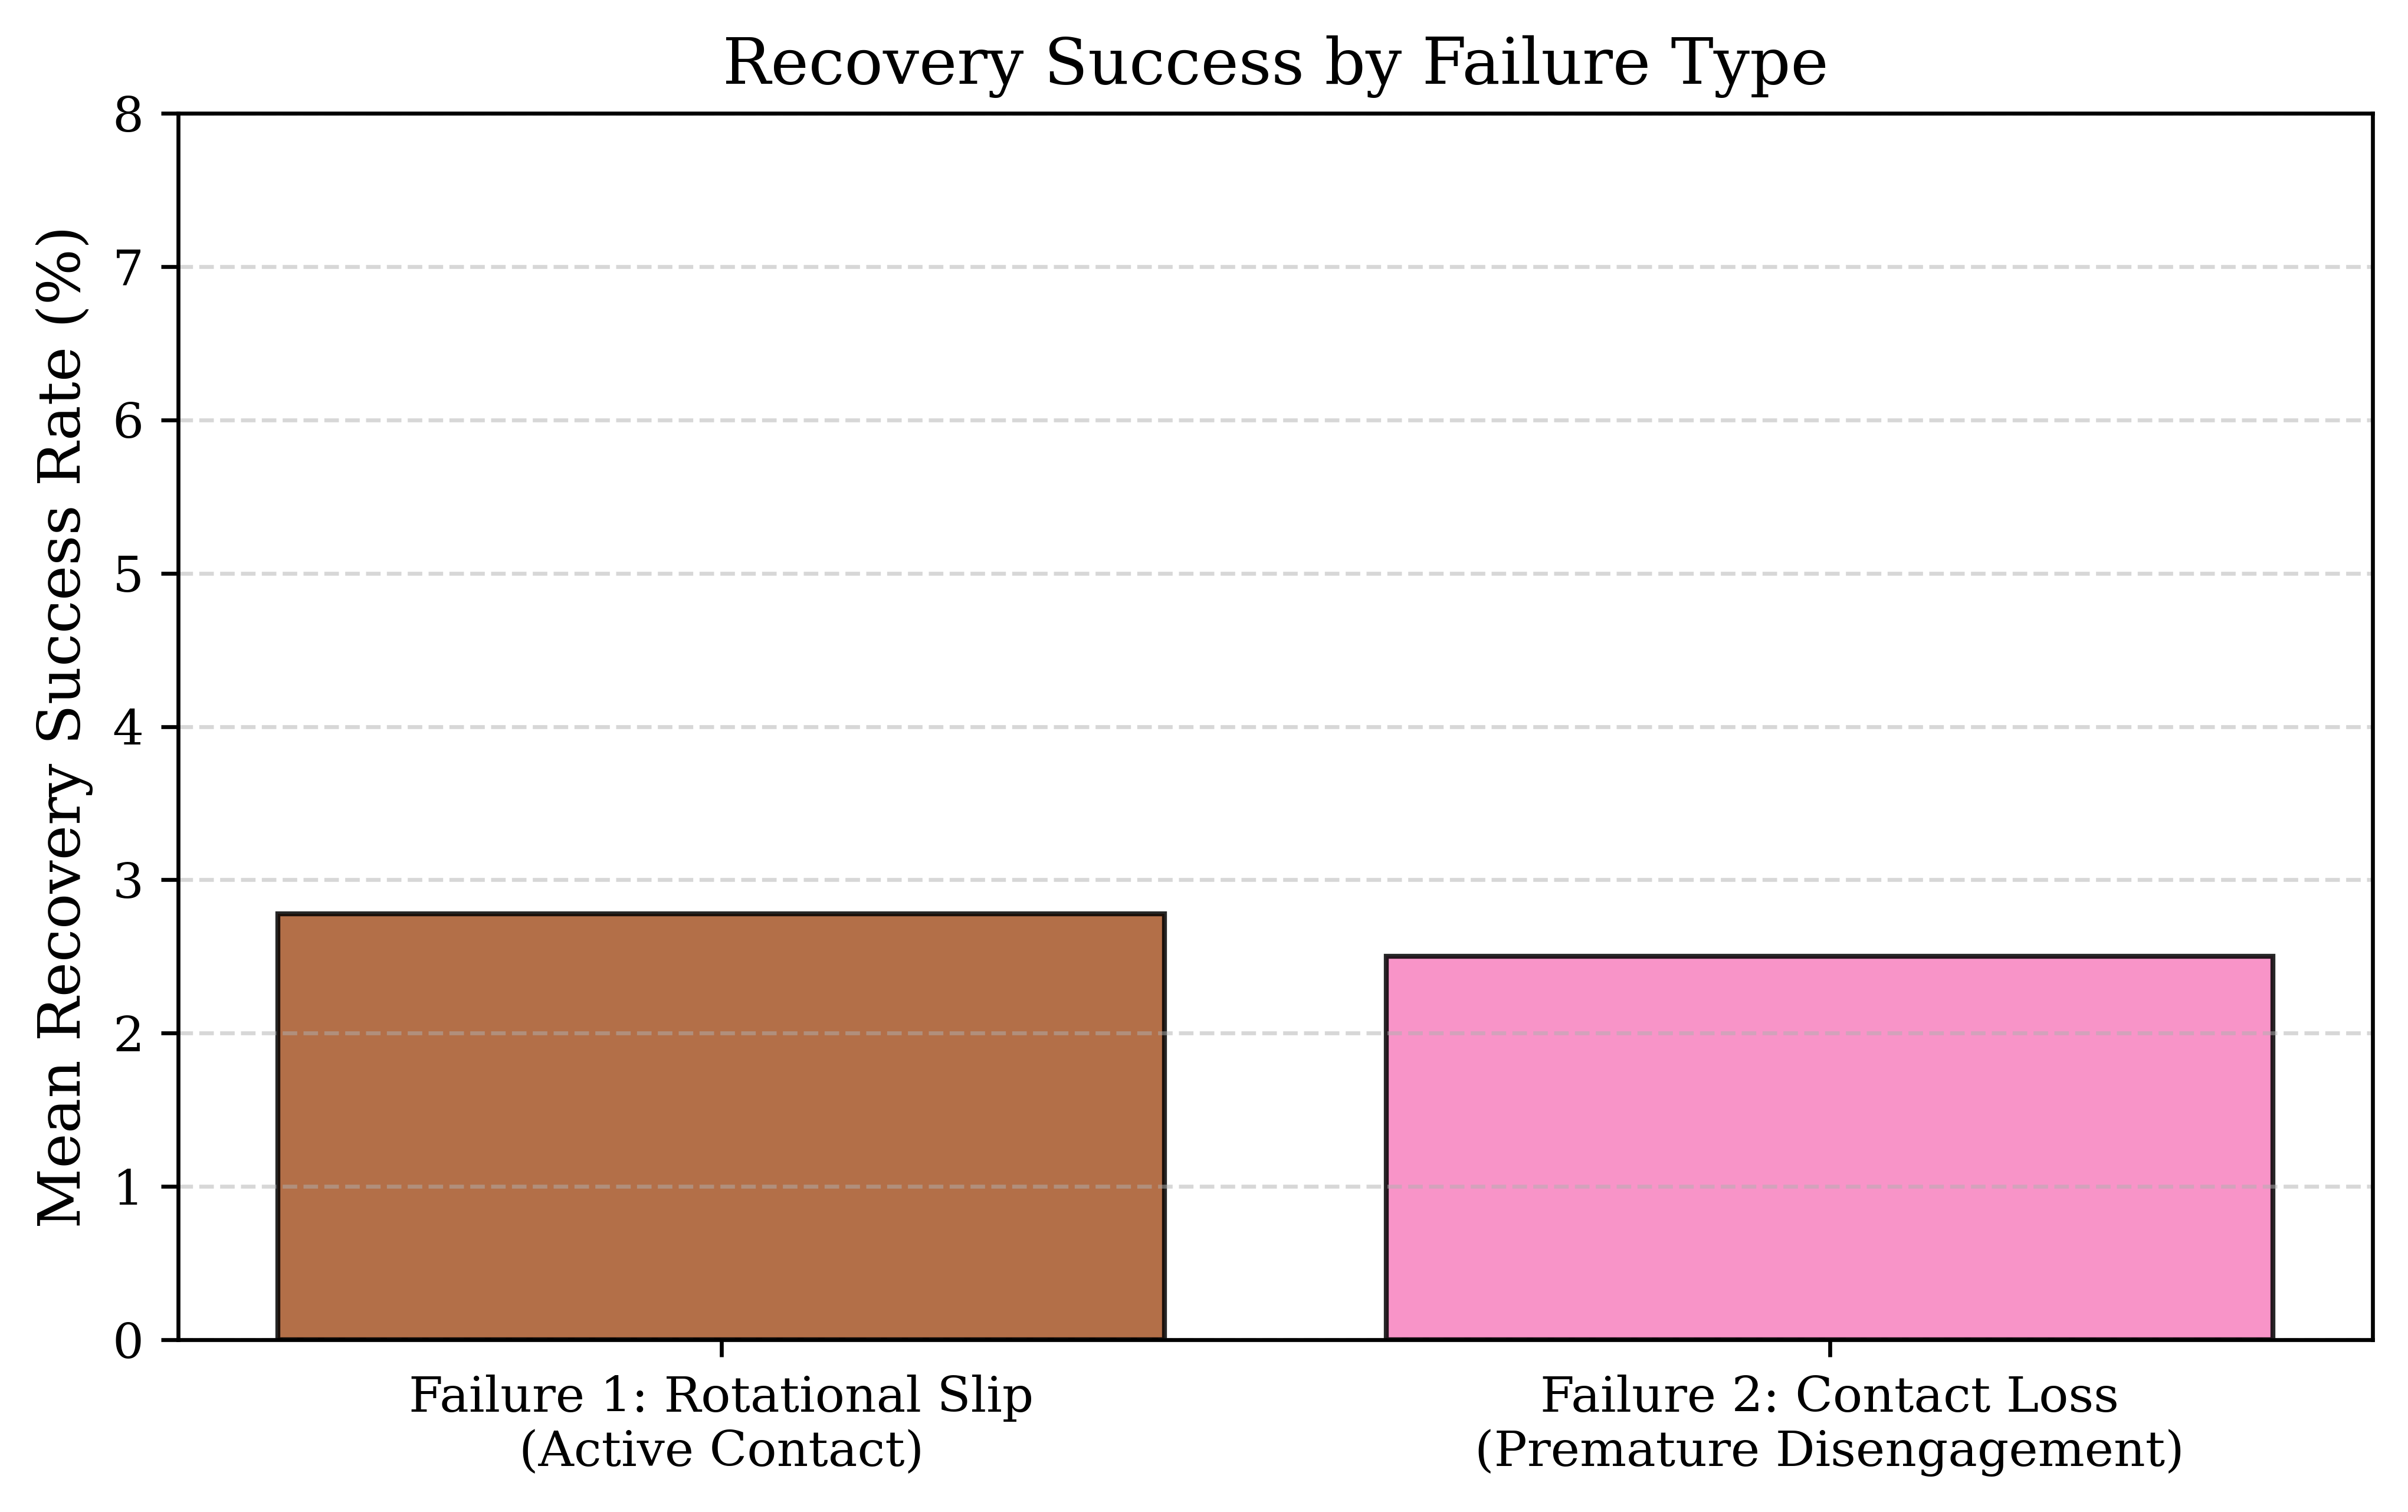 Recovery Success by Failure Type
Mean Recovery Success Rate (%)
8
7
6
5
4
3
2
1
0
Failure 1: Rotational Slip
(Active Contact)
Failure 2: Contact Loss
(Premature Disengagement)